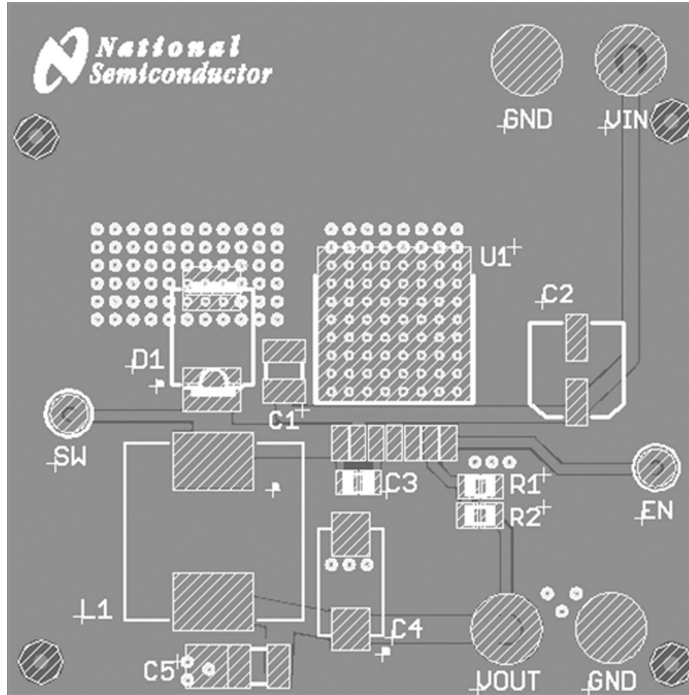 National
Semiconductor
GND
VIN
U1
C2
D1
C1
SW
C3
R1
R2
EN
L1
C4
C5
VOUT
GND